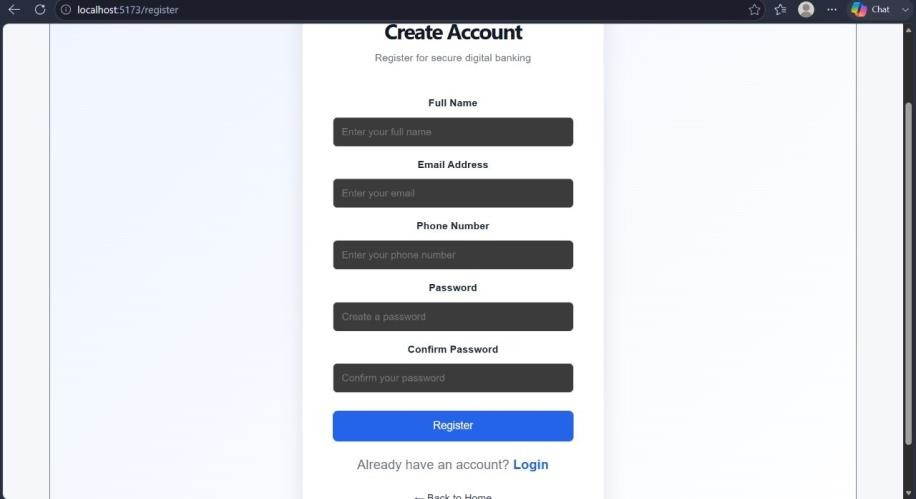 localhost:5173/register
Chat
Create Account
Register for secure digital banking
Full Name
Enter your full name
Email Address
Enter your email
Phone Number
Enter your phone number
Password
Create a password
Confirm Password
Confirm your password
Register
Already have an account? Login
← Back to Home